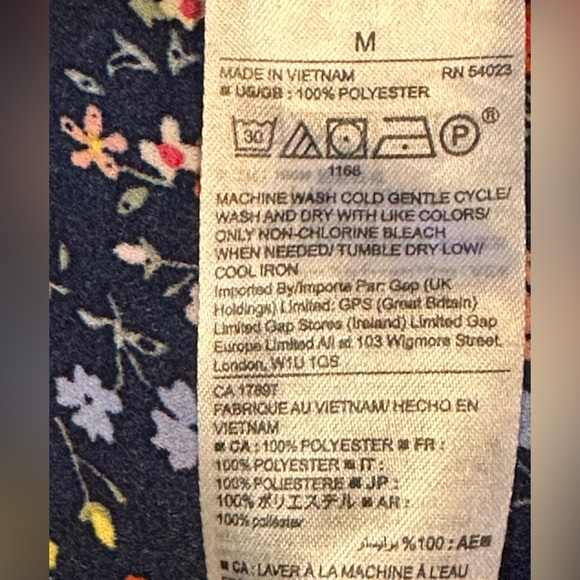 M
MADE IN VIETNAM RN 54023
■ US/GB : 100% POLYESTER
30 P ®
1168
MACHINE WASH COLD GENTLE CYCLE/
WASH AND DRY WITH LIKE COLORS/
ONLY NON-CHLORINE BLEACH
WHEN NEEDED/ TUMBLE DRY LOW/
COOL IRON
Imported By/Importe Par: Gap (UK
Holdings) Limited: GPS (Great Britain)
Limited Gap Stores (Ireland) Limited Gap
Europe Limited All at 103 Wigmore Street,
London, W1U 1QS
CA 17897
FABRIQUE AU VIETNAM/ HECHO EN
VIETNAM
■ CA : 100% POLYESTER ■ FR :
100% POLYESTER ■ IT :
100% POLIESTERE ■ JP :
100% ポリエステル ■ AR :
100% poliéster
■AE : 100% بوليستر
■ CA : LAVER À LA MACHINE À L'EAU